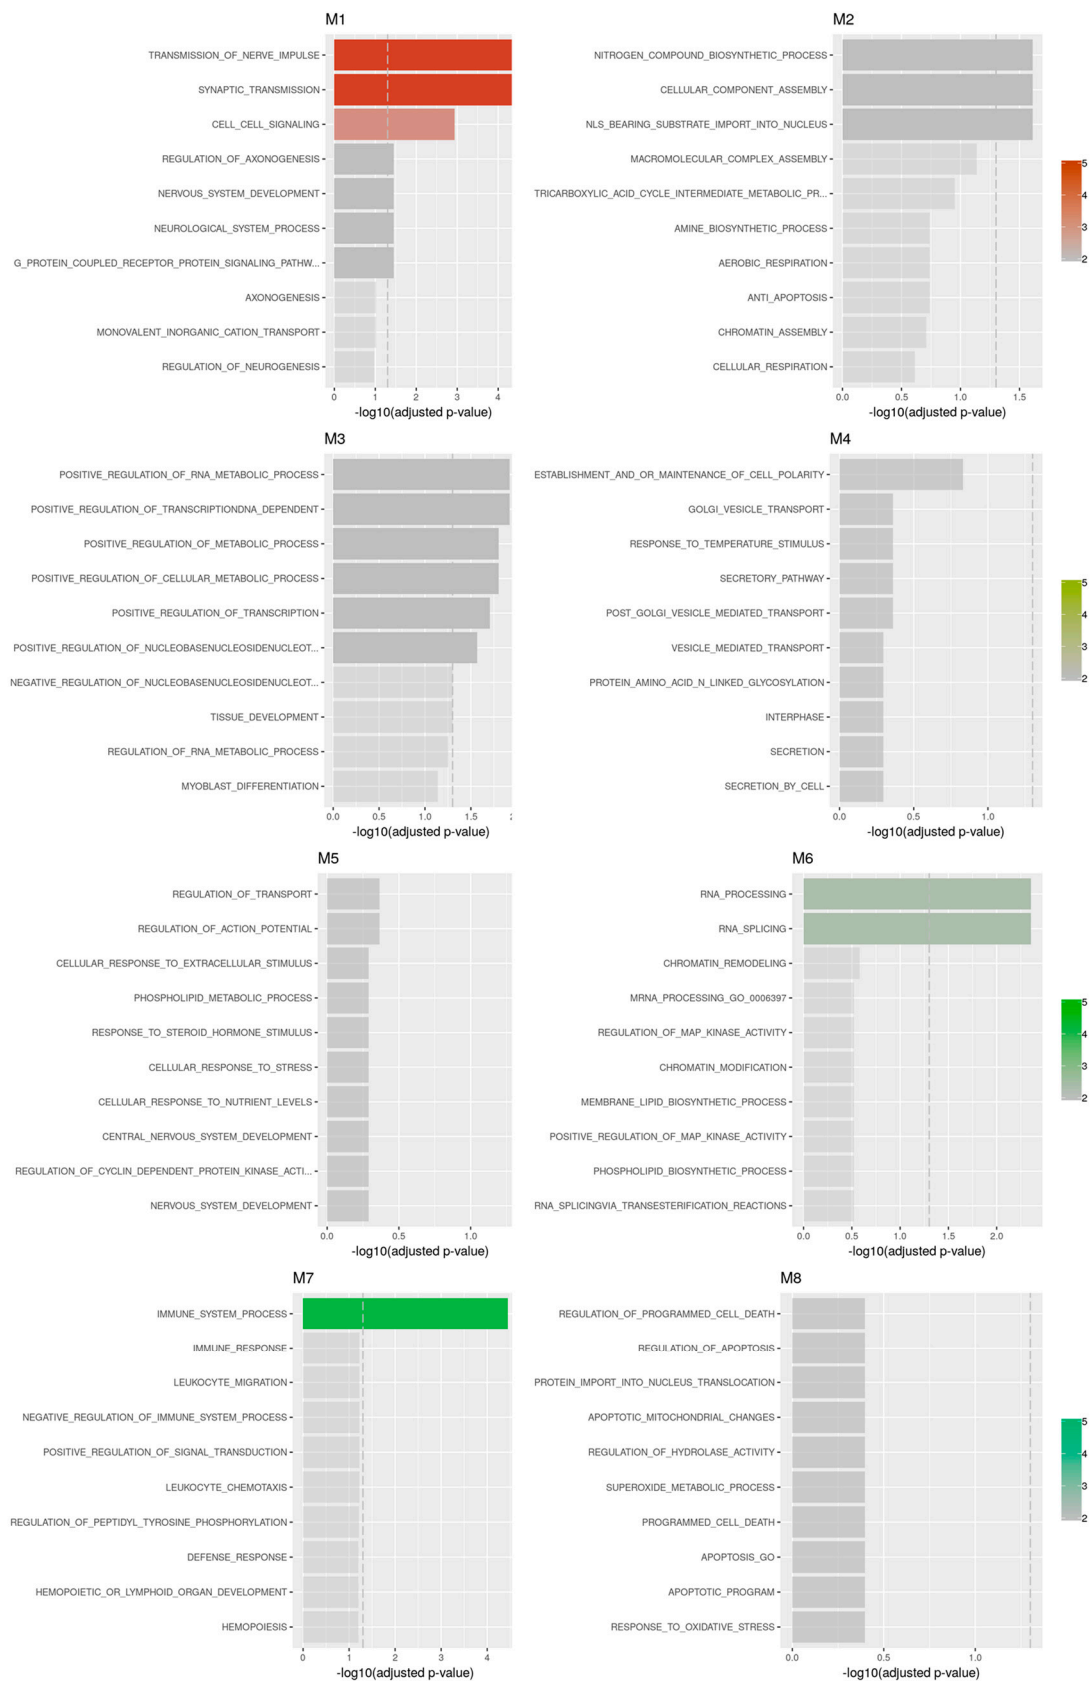 M1
TRANSMISSION_OF_NERVE_IMPULSE
SYNAPTIC_TRANSMISSION
CELL_CELL_SIGNALING
REGULATION_OF_AXONOGENESIS
NERVOUS_SYSTEM_DEVELOPMENT
NEUROLOGICAL_SYSTEM_PROCESS
G_PROTEIN_COUPLED_RECEPTOR_PROTEIN_SIGNALING_PATHW...
AXONOGENESIS
MONOVALENT_INORGANIC_CATION_TRANSPORT
REGULATION_OF_NEUROGENESIS
0 1 2 3 4
-log10(adjusted p-value)
M2
NITROGEN_COMPOUND_BIOSYNTHETIC_PROCESS
CELLULAR_COMPONENT_ASSEMBLY
NLS_BEARING_SUBSTRATE_IMPORT_INTO_NUCLEUS
MACROMOLECULAR_COMPLEX_ASSEMBLY
TRICARBOXYLIC_ACID_CYCLE_INTERMEDIATE_METABOLIC_PR...
AMINE_BIOSYNTHETIC_PROCESS
AEROBIC_RESPIRATION
ANTI_APOPTOSIS
CHROMATIN_ASSEMBLY
CELLULAR_RESPIRATION
0.0 0.5 1.0 1.5
-log10(adjusted p-value)
5
4
3
2
M3
POSITIVE_REGULATION_OF_RNA_METABOLIC_PROCESS
POSITIVE_REGULATION_OF_TRANSCRIPTIONDNA_DEPENDENT
POSITIVE_REGULATION_OF_METABOLIC_PROCESS
POSITIVE_REGULATION_OF_CELLULAR_METABOLIC_PROCESS
POSITIVE_REGULATION_OF_TRANSCRIPTION
POSITIVE_REGULATION_OF_NUCLEOBASENUCLEOSIDENUCLEOT...
NEGATIVE_REGULATION_OF_NUCLEOBASENUCLEOSIDENUCLEOT...
TISSUE_DEVELOPMENT
REGULATION_OF_RNA_METABOLIC_PROCESS
MYOBLAST_DIFFERENTIATION
0.0 0.5 1.0 1.5
-log10(adjusted p-value)
M4
ESTABLISHMENT_AND_OR_MAINTENANCE_OF_CELL_POLARITY
GOLGI_VESICLE_TRANSPORT
RESPONSE_TO_TEMPERATURE_STIMULUS
SECRETORY_PATHWAY
POST_GOLGI_VESICLE_MEDIATED_TRANSPORT
VESICLE_MEDIATED_TRANSPORT
PROTEIN_AMINO_ACID_N_LINKED_GLYCOSYLATION
INTERPHASE
SECRETION
SECRETION_BY_CELL
0.0 0.5 1.0
-log10(adjusted p-value)
5
4
3
2
M5
REGULATION_OF_TRANSPORT
REGULATION_OF_ACTION_POTENTIAL
CELLULAR_RESPONSE_TO_EXTRACELLULAR_STIMULUS
PHOSPHOLIPID_METABOLIC_PROCESS
RESPONSE_TO_STEROID_HORMONE_STIMULUS
CELLULAR_RESPONSE_TO_STRESS
CELLULAR_RESPONSE_TO_NUTRIENT_LEVELS
CENTRAL_NERVOUS_SYSTEM_DEVELOPMENT
REGULATION_OF_CYCLIN_DEPENDENT_PROTEIN_KINASE_ACTI...
NERVOUS_SYSTEM_DEVELOPMENT
0.0 0.5 1.0
-log10(adjusted p-value)
M6
RNA_PROCESSING
RNA_SPLICING
CHROMATIN_REMODELING
MRNA_PROCESSING_GO_0006397
REGULATION_OF_MAP_KINASE_ACTIVITY
CHROMATIN_MODIFICATION
MEMBRANE_LIPID_BIOSYNTHETIC_PROCESS
POSITIVE_REGULATION_OF_MAP_KINASE_ACTIVITY
PHOSPHOLIPID_BIOSYNTHETIC_PROCESS
RNA_SPLICINGVIA_TRANSESTERIFICATION_REACTIONS
0.0 0.5 1.0 1.5 2.0
-log10(adjusted p-value)
5
4
3
2
M7
IMMUNE_SYSTEM_PROCESS
IMMUNE_RESPONSE
LEUKOCYTE_MIGRATION
NEGATIVE_REGULATION_OF_IMMUNE_SYSTEM_PROCESS
POSITIVE_REGULATION_OF_SIGNAL_TRANSDUCTION
LEUKOCYTE_CHEMOTAXIS
REGULATION_OF_PEPTIDYL_TYROSINE_PHOSPHORYLATION
DEFENSE_RESPONSE
HEMOPOIETIC_OR_LYMPHOID_ORGAN_DEVELOPMENT
HEMOPOIESIS
0 1 2 3 4
-log10(adjusted p-value)
M8
REGULATION_OF_PROGRAMMED_CELL_DEATH
REGULATION_OF_APOPTOSIS
PROTEIN_IMPORT_INTO_NUCLEUS_TRANSLOCATION
APOPTOTIC_MITOCHONDRIAL_CHANGES
REGULATION_OF_HYDROLASE_ACTIVITY
SUPEROXIDE_METABOLIC_PROCESS
PROGRAMMED_CELL_DEATH
APOPTOSIS_GO
APOPTOTIC_PROGRAM
RESPONSE_TO_OXIDATIVE_STRESS
0.0 0.5 1.0
-log10(adjusted p-value)
5
4
3
2